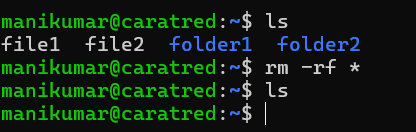 manikumar@caratred:~$ ls
file1  file2  folder1  folder2
manikumar@caratred:~$ rm -rf *
manikumar@caratred:~$ ls
manikumar@caratred:~$